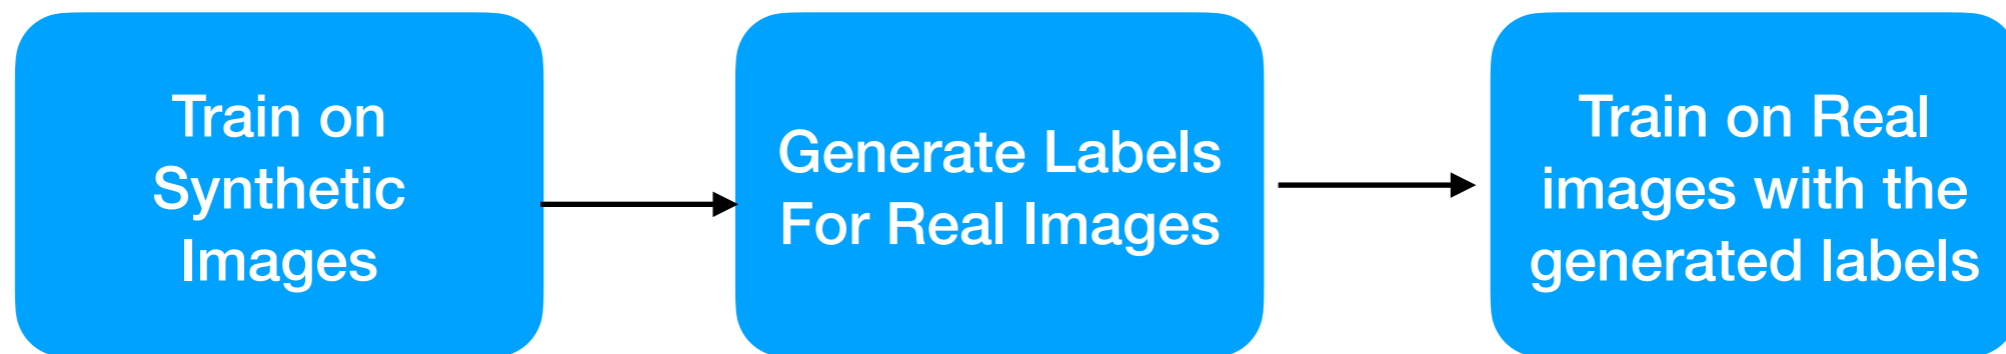 Train on
Synthetic
Images
Generate Labels
For Real Images
Train on Real
images with the
generated labels